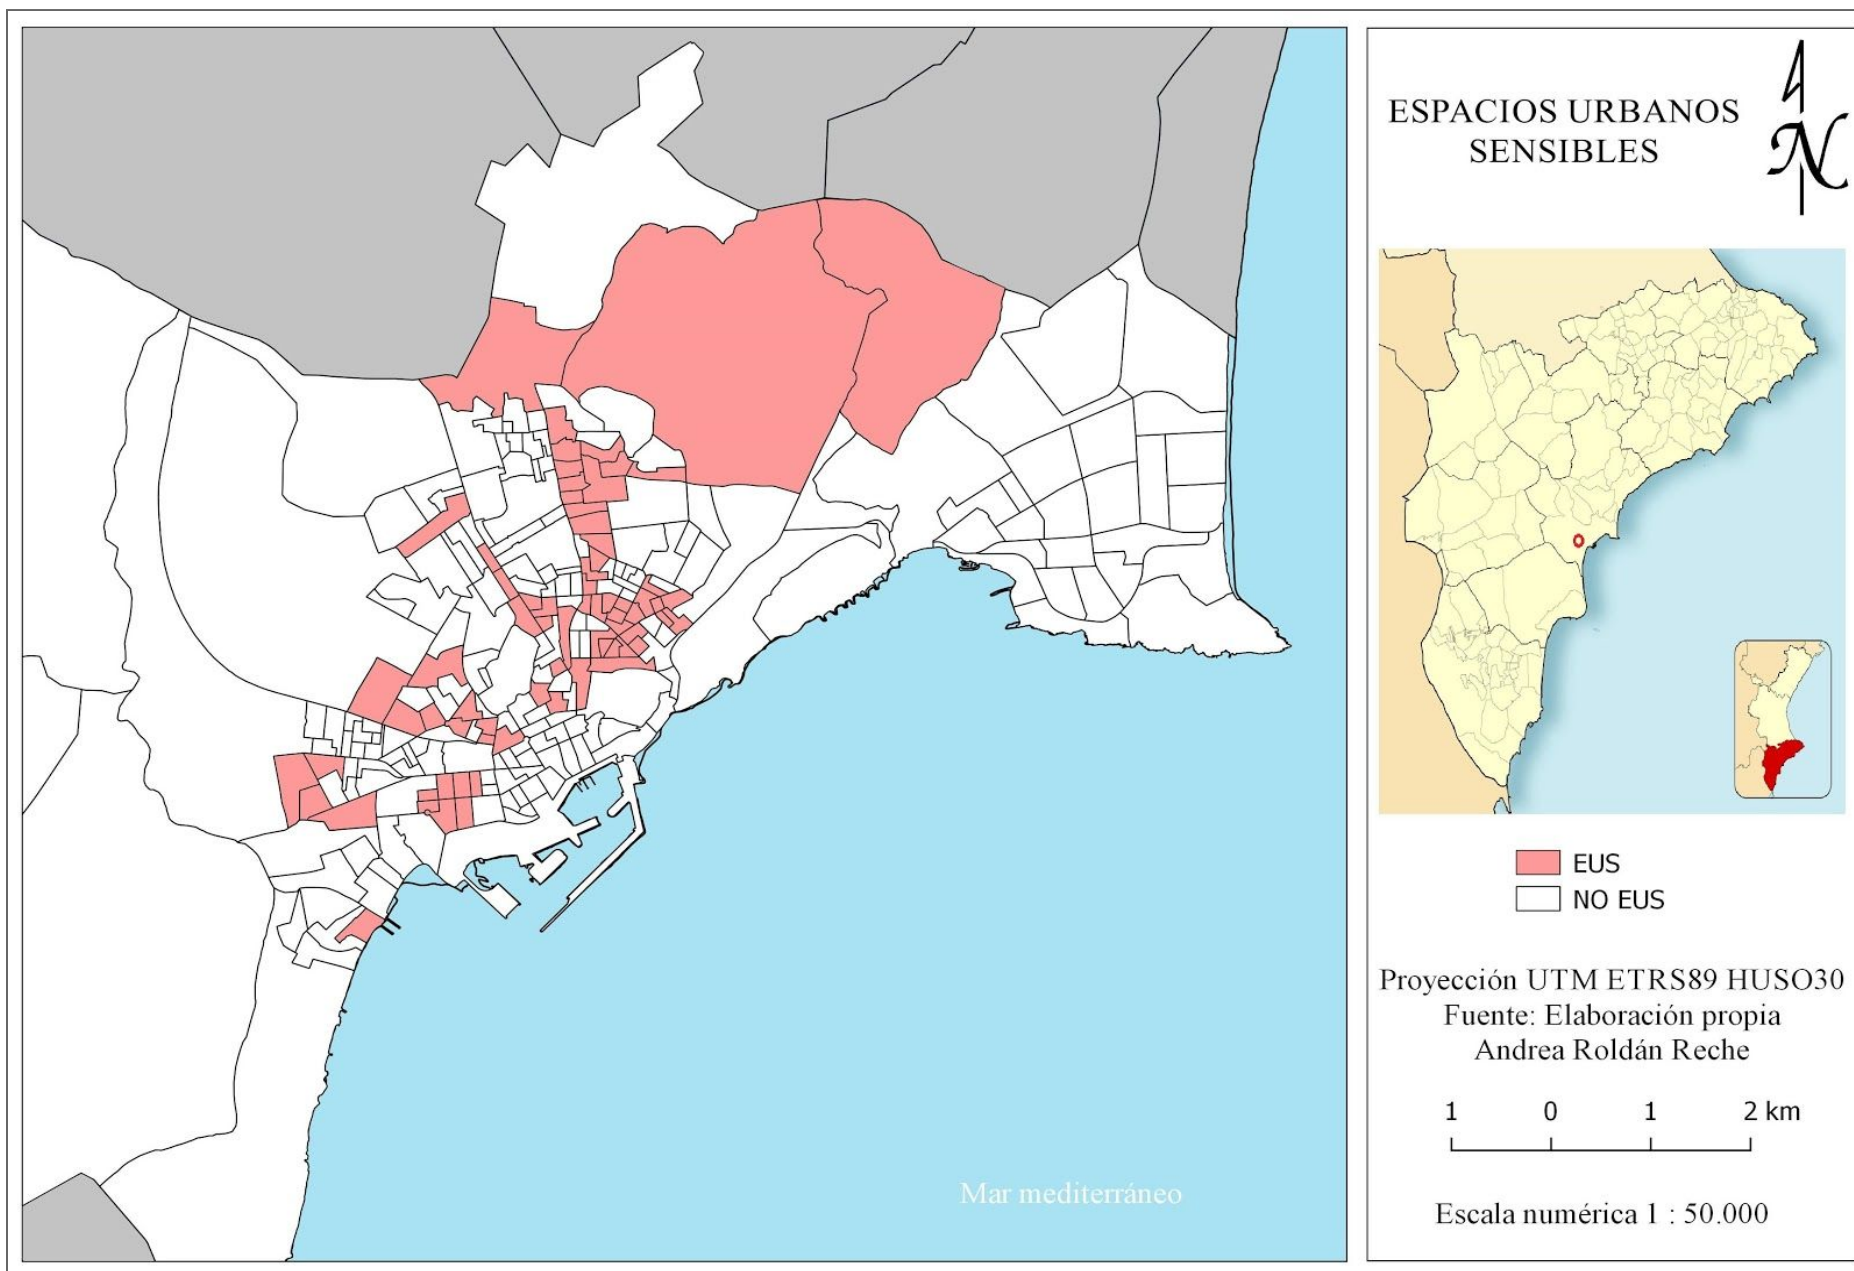 ESPACIOS URBANOS
SENSIBLES
N
EUS
NO EUS
Proyección UTM ETRS89 HUSO30
Fuente: Elaboración propia
Andrea Roldán Reche
1 0 1 2 km
Escala numérica 1 : 50.000
Mar mediterráneo